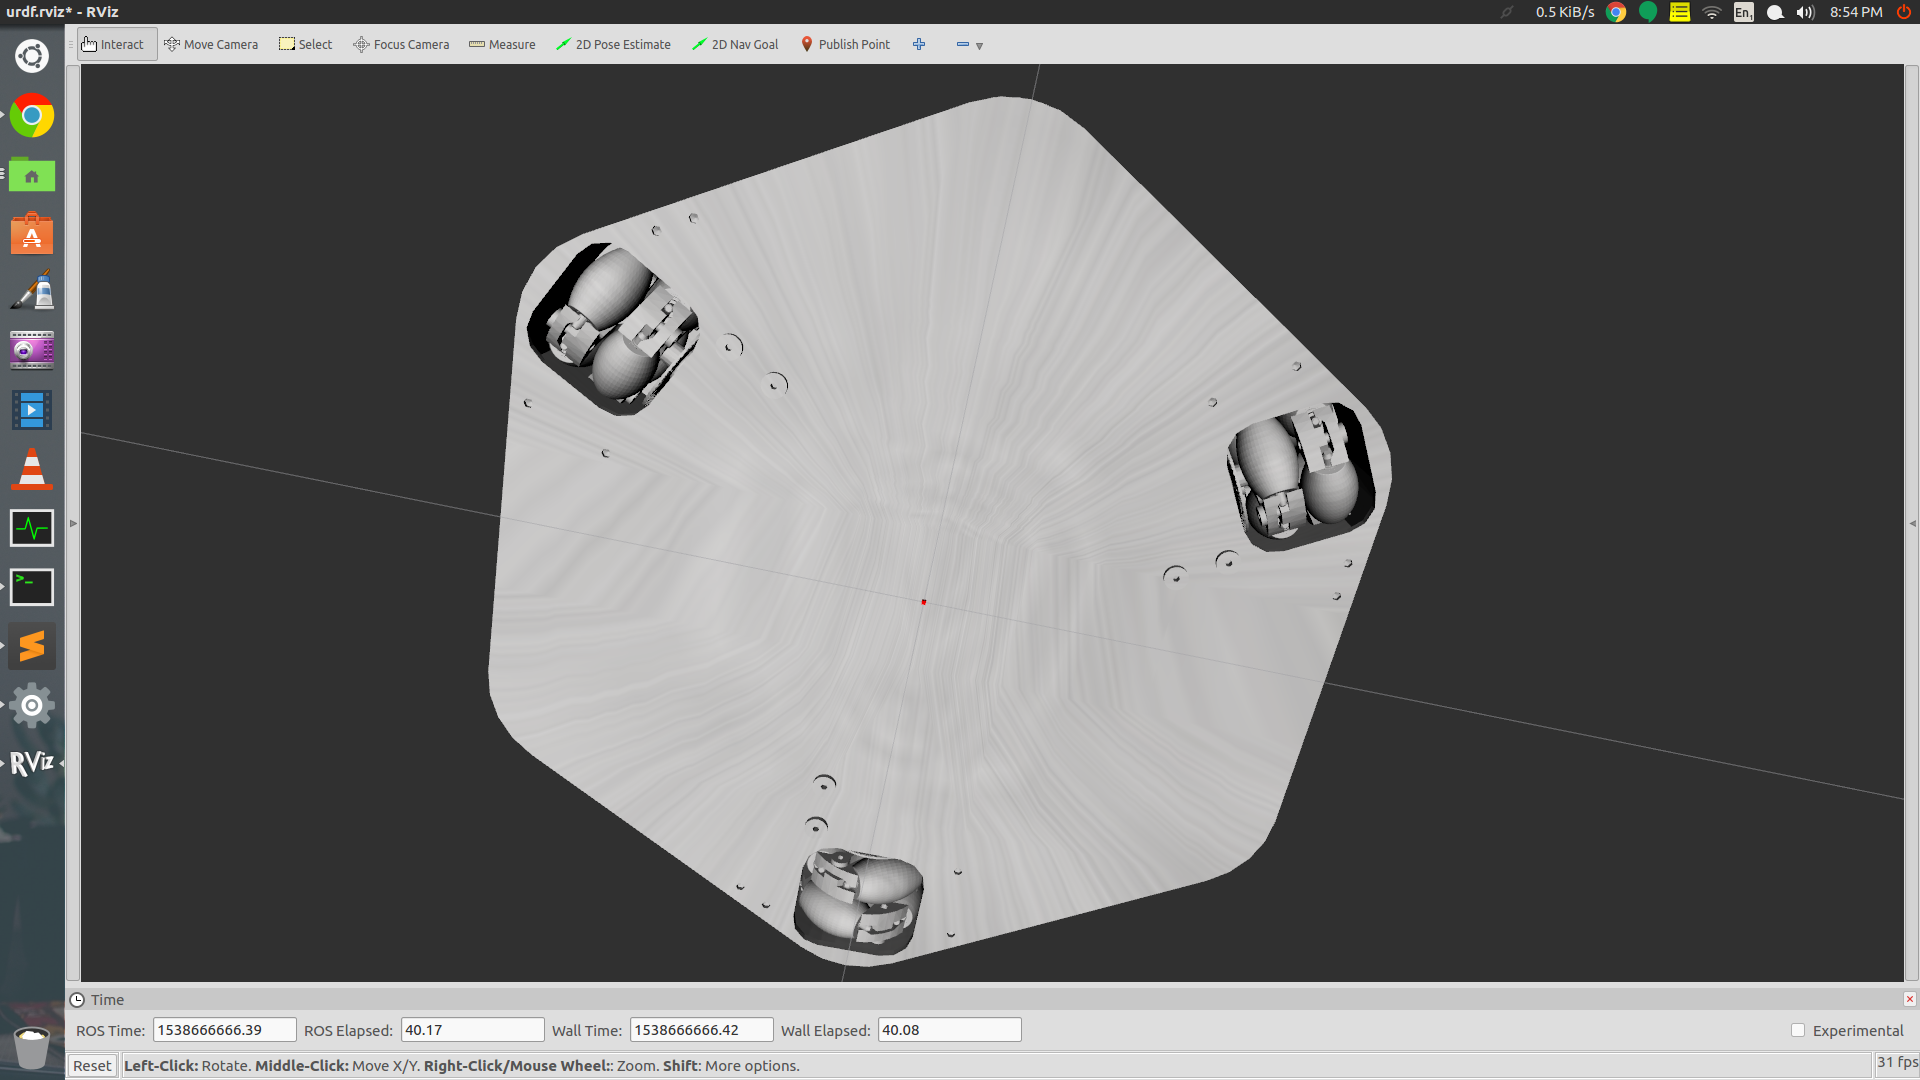 urdf.rviz* - RViz
0.5 KiB/s
En1
8:54 PM
Interact
Move Camera
Select
Focus Camera
Measure
2D Pose Estimate
2D Nav Goal
Publish Point
A
>_
RViz
Time
ROS Time: 1538666666.39 ROS Elapsed: 40.17 Wall Time: 1538666666.42 Wall Elapsed: 40.08
Experimental
Reset
Left-Click: Rotate. Middle-Click: Move X/Y. Right-Click/Mouse Wheel:: Zoom. Shift: More options.
31 fps